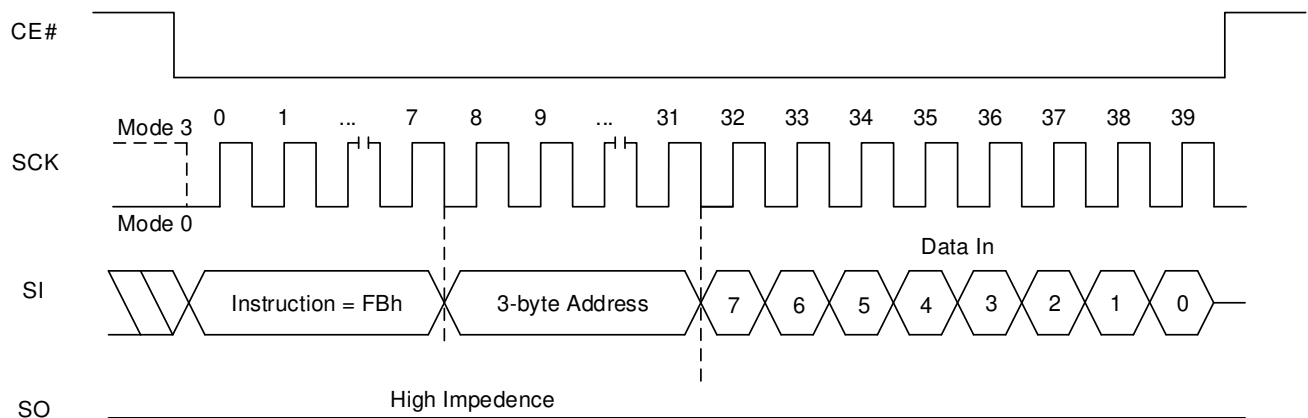 CE#
Mode 3 0 1 ... 7 8 9 ... 31 32 33 34 35 36 37 38 39
SCK
Mode 0
Data In
SI Instruction = FBh 3-byte Address 7 6 5 4 3 2 1 0
High Impedence
SO